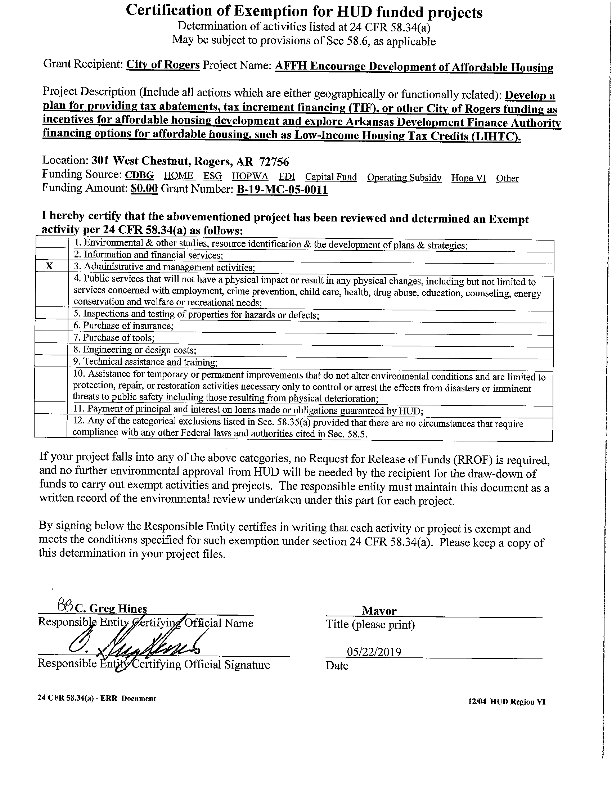 Certification of Exemption for HUD funded projects
Determination of activities listed at 24 CFR 58.34(a)
May be subject to provisions of Sec 58.6, as applicable
Grant Recipient: City of Rogers Project Name: AFFH Encourage Development of Affordable Housing
Project Description (Include all actions which are either geographically or functionally related): Develop a
plan for providing tax abatements, tax increment financing (TIF), or other City of Rogers funding as
incentives for affordable housing development and explore Arkansas Development Finance Authority
financing options for affordable housing, such as Low-Income Housing Tax Credits (LIHTC).
Location: 301 West Chestnut, Rogers, AR 72756
Funding Source: CDBG HOME ESG HOPWA EDI Capital Fund Operating Subsidy Hope VI Other
Funding Amount: $0.00 Grant Number: B-19-MC-05-0011
I hereby certify that the abovementioned project has been reviewed and determined an Exempt
activity per 24 CFR 58.34(a) as follows:
1. Environmental & other studies, resource identification & the development of plans & strategies;
2. Information and financial services;
X 3. Administrative and management activities;
4. Public services that will not have a physical impact or result in any physical changes, including but not limited to
services concerned with employment, crime prevention, child care, health, drug abuse, education, counseling, energy
conservation and welfare or recreational needs;
5. Inspections and testing of properties for hazards or defects;
6. Purchase of insurance;
7. Purchase of tools;
8. Engineering or design costs;
9. Technical assistance and training;
10. Assistance for temporary or permanent improvements that do not alter environmental conditions and are limited to
protection, repair, or restoration activities necessary only to control or arrest the effects from disasters or imminent
threats to public safety including those resulting from physical deterioration;
11. Payment of principal and interest on loans made or obligations guaranteed by HUD;
12. Any of the categorical exclusions listed in Sec. 58.35(a) provided that there are no circumstances that require
compliance with any other Federal laws and authorities cited in Sec. 58.5.
If your project falls into any of the above categories, no Request for Release of Funds (RROF) is required,
and no further environmental approval from HUD will be needed by the recipient for the draw-down of
funds to carry out exempt activities and projects. The responsible entity must maintain this document as a
written record of the environmental review undertaken under this part for each project.
By signing below the Responsible Entity certifies in writing that each activity or project is exempt and
meets the conditions specified for such exemption under section 24 CFR 58.34(a). Please keep a copy of
this determination in your project files.
C. Greg Hines Mayor
Responsible Entity Certifying Official Name Title (please print)
05/22/2019
Responsible Entity Certifying Official Signature Date
24 CFR 58.34(a) - ERR Document 12/04 HUD Region VI